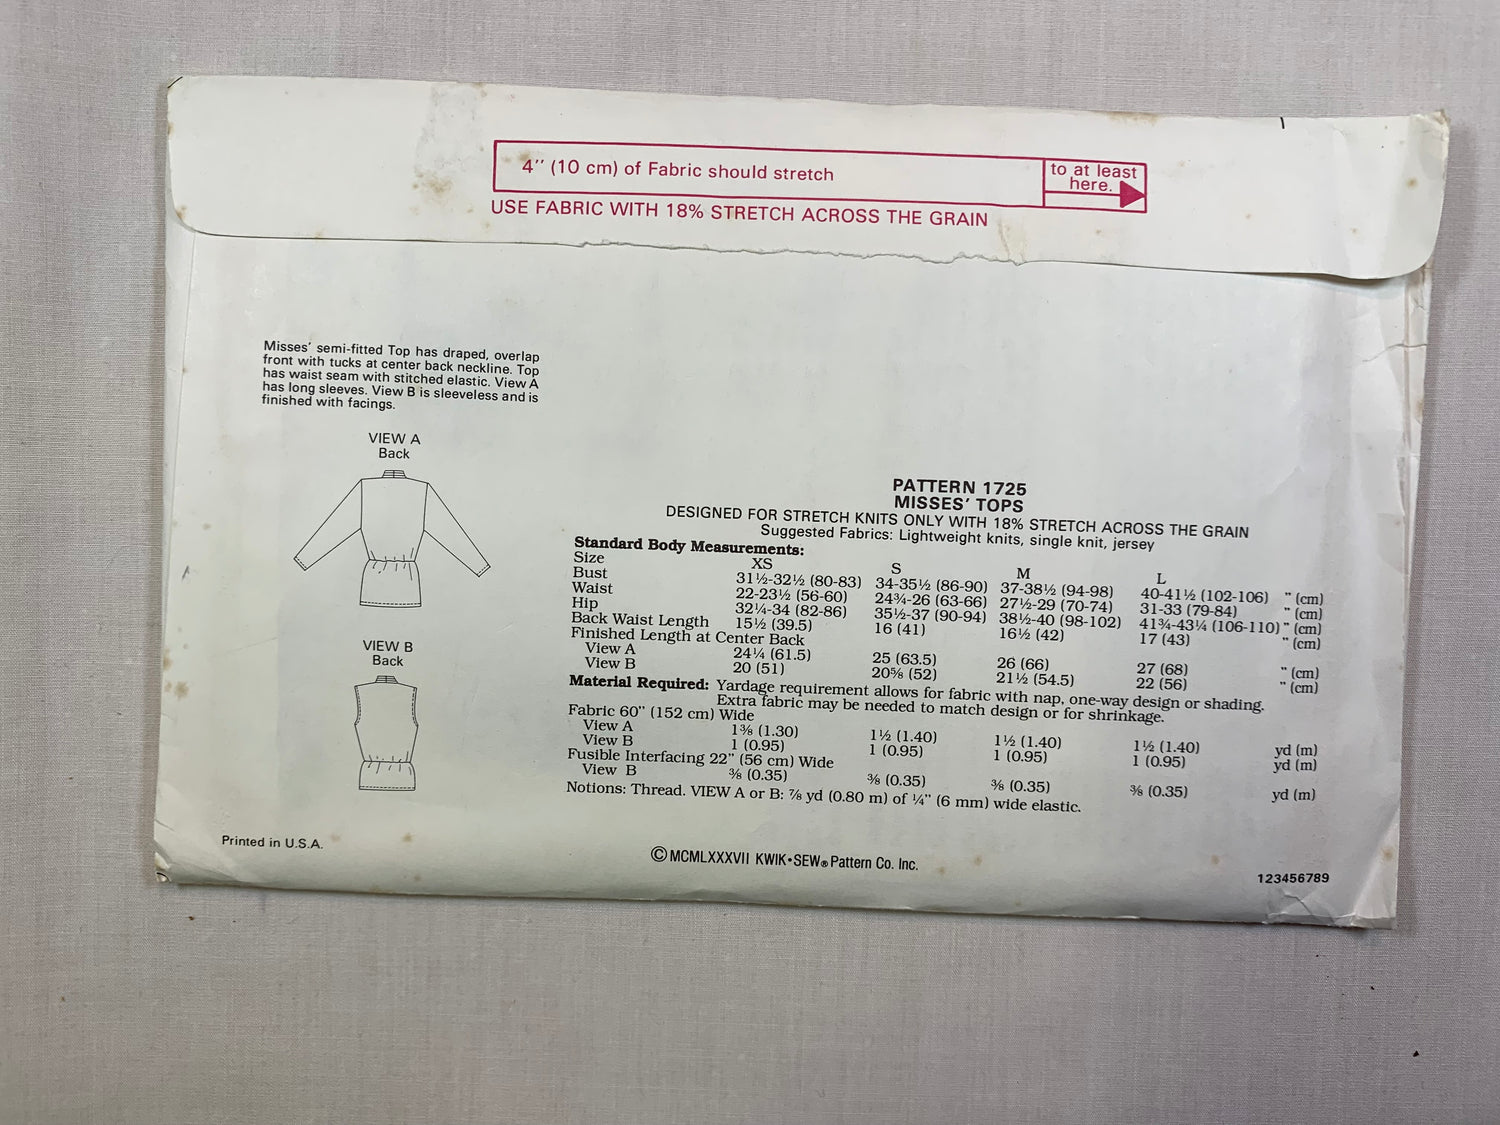 4" (10 cm) of Fabric should stretch
to at least
here.
USE FABRIC WITH 18% STRETCH ACROSS THE GRAIN
Misses' semi-fitted Top has draped, overlap
front with tucks at center back neckline. Top
has waist seam with stitched elastic. View A
has long sleeves. View B is sleeveless and is
finished with facings.
VIEW A
Back
VIEW B
Back
PATTERN 1725
MISSES' TOPS
DESIGNED FOR STRETCH KNITS ONLY WITH 18% STRETCH ACROSS THE GRAIN
Suggested Fabrics: Lightweight knits, single knit, jersey
Standard Body Measurements:
Size XS S M L
Bust 31½-32½ (80-83) 34-35½ (86-90) 37-38½ (94-98) 40-41½ (102-106) " (cm)
Waist 22-23½ (56-60) 24¾-26 (63-66) 27½-29 (70-74) 31-33 (79-84) " (cm)
Hip 32¼-34 (82-86) 35½-37 (90-94) 38½-40 (98-102) 41¾-43¼ (106-110) " (cm)
Back Waist Length 15½ (39.5) 16 (41) 16½ (42) 17 (43) " (cm)
Finished Length at Center Back
View A 24¼ (61.5) 25 (63.5) 26 (66) 27 (68) " (cm)
View B 20 (51) 20⅝ (52) 21½ (54.5) 22 (56) " (cm)
Material Required: Yardage requirement allows for fabric with nap, one-way design or shading.
Extra fabric may be needed to match design or for shrinkage.
Fabric 60" (152 cm) Wide
View A 1⅜ (1.30) 1½ (1.40) 1½ (1.40) 1½ (1.40) yd (m)
View B 1 (0.95) 1 (0.95) 1 (0.95) 1 (0.95) yd (m)
Fusible Interfacing 22" (56 cm) Wide
View B ⅜ (0.35) ⅜ (0.35) ⅜ (0.35) ⅜ (0.35) yd (m)
Notions: Thread. VIEW A or B: ⅞ yd (0.80 m) of ¼" (6 mm) wide elastic.
Printed in U.S.A.
© MCMLXXXVII KWIK•SEW® Pattern Co. Inc.
123456789